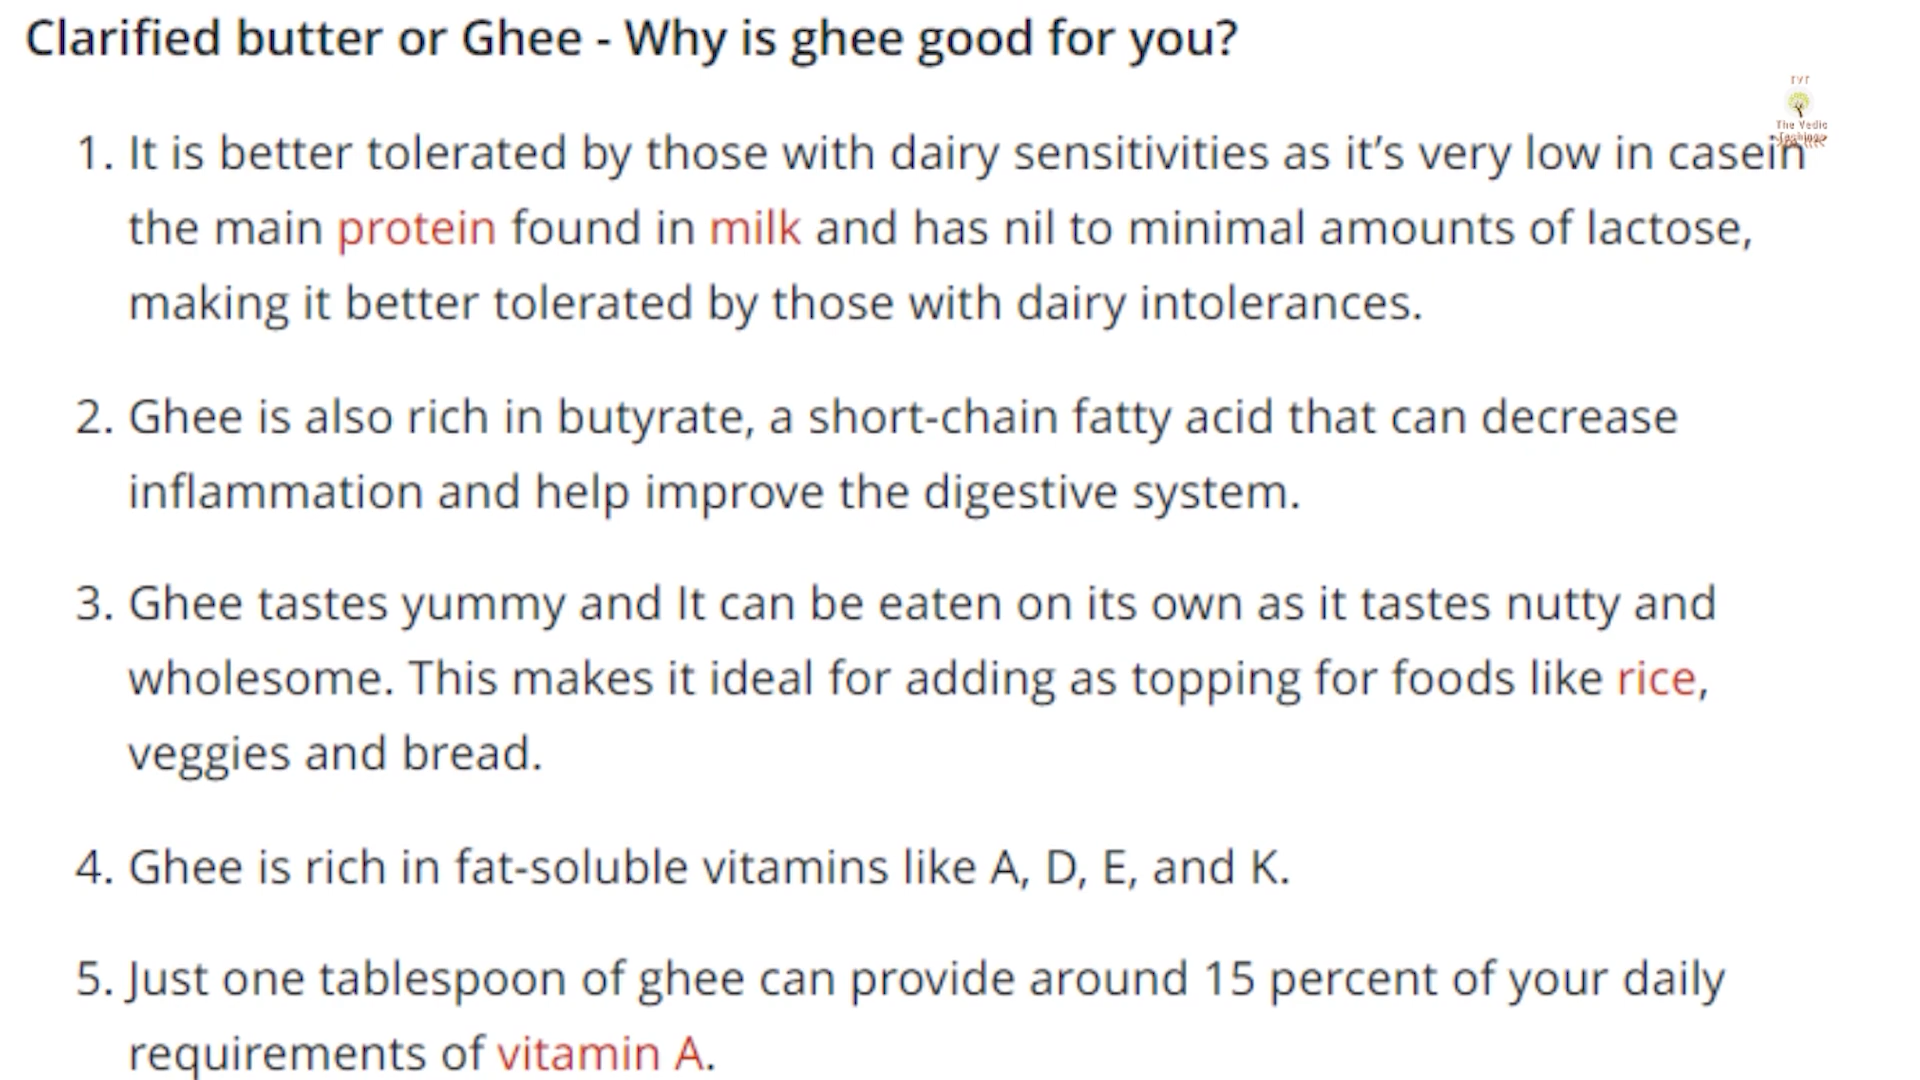 Clarified butter or Ghee - Why is ghee good for you?
The Vedic
1. It is better tolerated by those with dairy sensitivities as it's very low in casein
the main protein found in milk and has nil to minimal amounts of lactose,
making it better tolerated by those with dairy intolerances.
2. Ghee is also rich in butyrate, a short-chain fatty acid that can decrease
inflammation and help improve the digestive system.
3. Ghee tastes yummy and It can be eaten on its own as it tastes nutty and
wholesome. This makes it ideal for adding as topping for foods like rice,
veggies and bread.
4. Ghee is rich in fat-soluble vitamins like A, D, E, and K.
5. Just one tablespoon of ghee can provide around 15 percent of your daily
requirements of vitamin A.